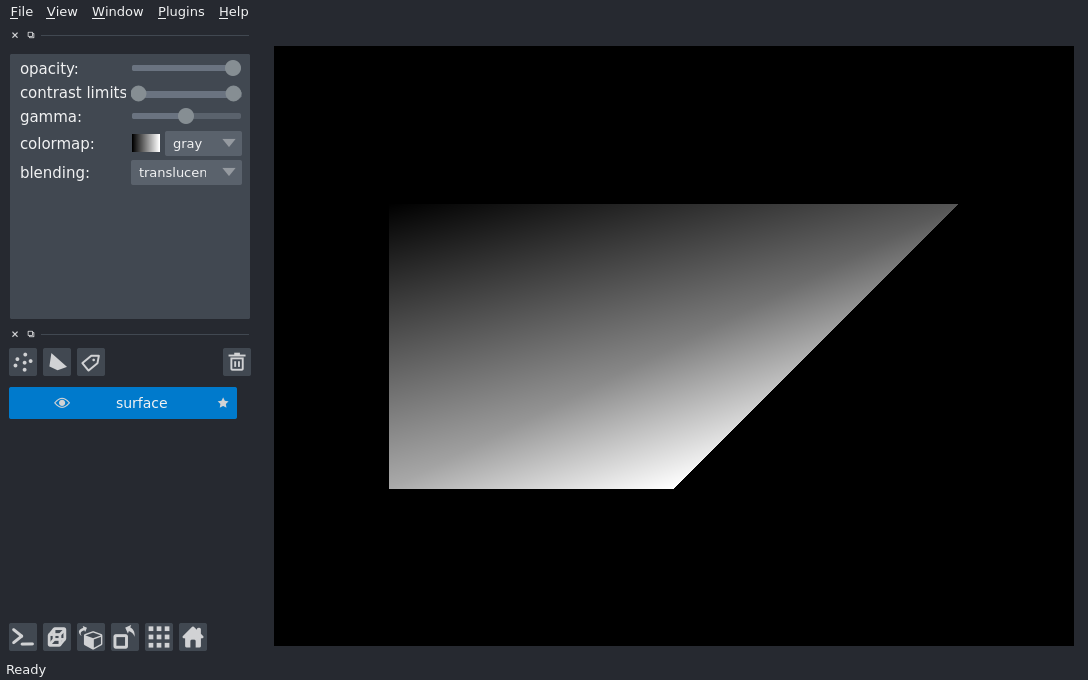 File View Window Plugins Help
opacity:
contrast limits
gamma:
colormap: gray
blending: translucen
surface
Ready